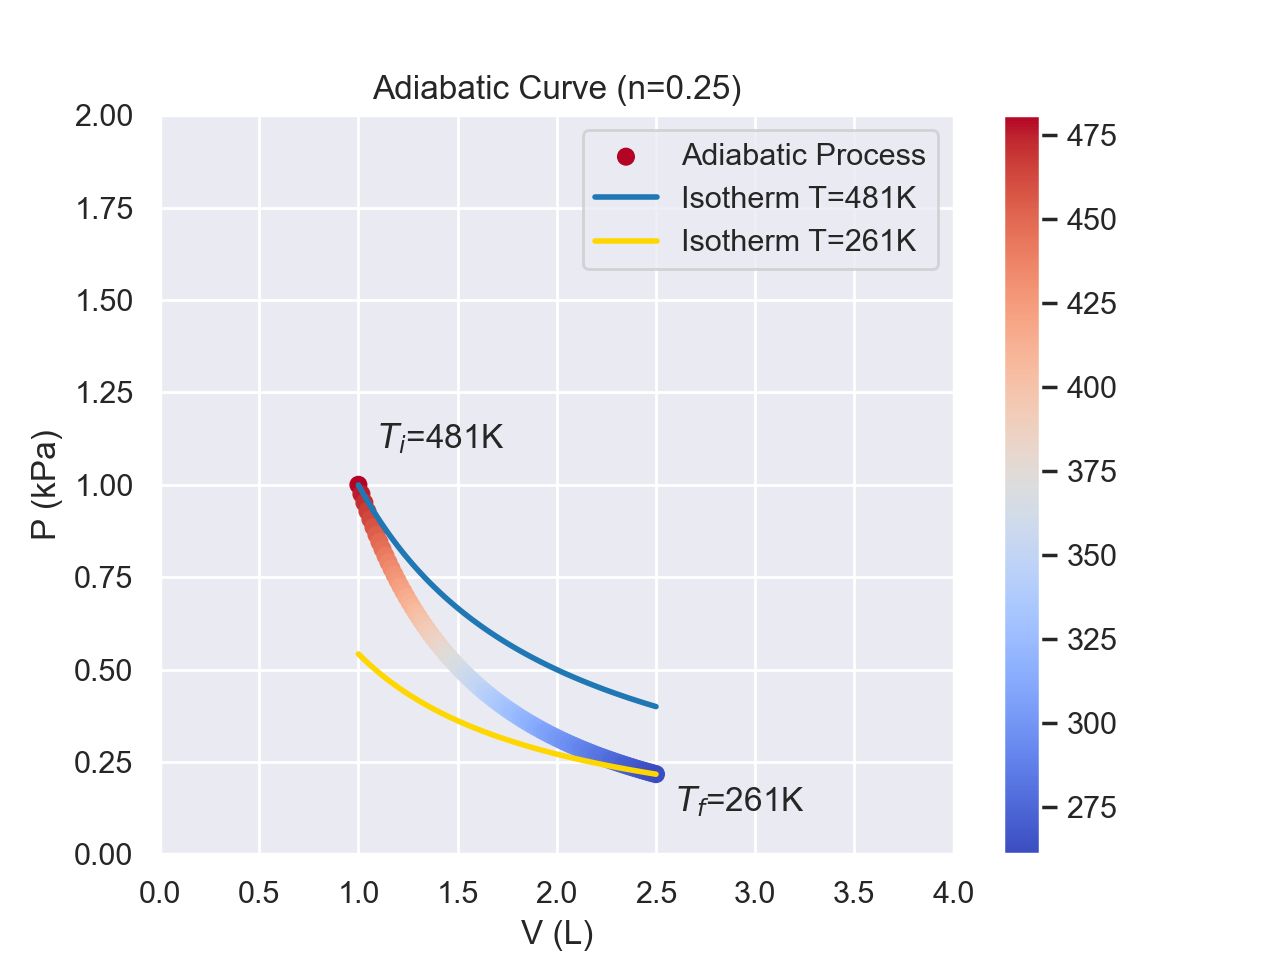 Adiabatic Curve (n=0.25)
2.00
1.75
1.50
1.25
1.00
0.75
0.50
0.25
0.00
P (kPa)
Adiabatic Process
Isotherm T=481K
Isotherm T=261K
T_i=481K
T_f=261K
0.0 0.5 1.0 1.5 2.0 2.5 3.0 3.5 4.0
V (L)
475
450
425
400
375
350
325
300
275